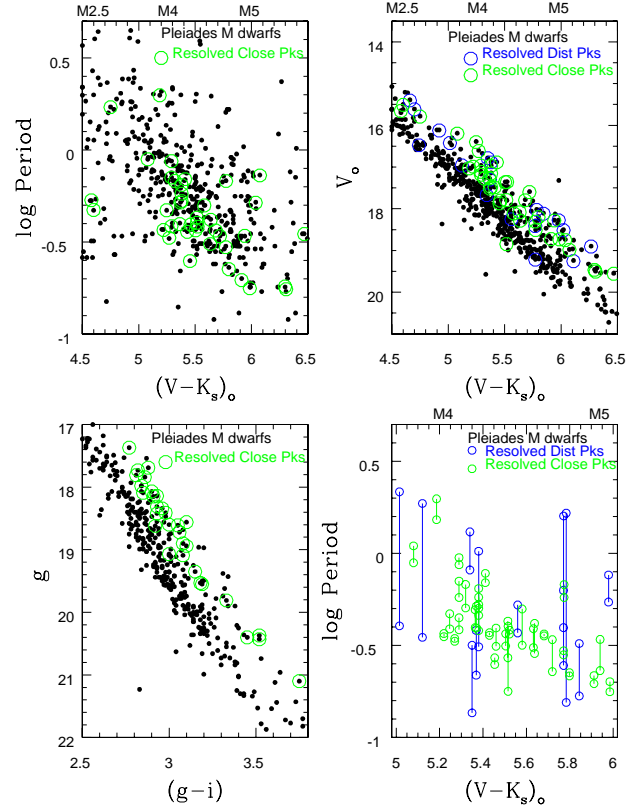 M2.5 M4 M5
Pleiades M dwarfs
Resolved Close Pks
0.5
0
-0.5
-1
4.5 5 5.5 6 6.5
log Period
(V−Kₛ)ₒ
M2.5 M4 M5
Pleiades M dwarfs
Resolved Dist Pks
Resolved Close Pks
14
16
18
20
4.5 5 5.5 6 6.5
Vₒ
(V−Kₛ)ₒ
Pleiades M dwarfs
Resolved Close Pks
17
18
19
20
21
22
2.5 3 3.5
g
(g−i)
M4 M5
Pleiades M dwarfs
Resolved Dist Pks
Resolved Close Pks
0.5
0
-0.5
-1
5 5.2 5.4 5.6 5.8 6
log Period
(V−Kₛ)ₒ